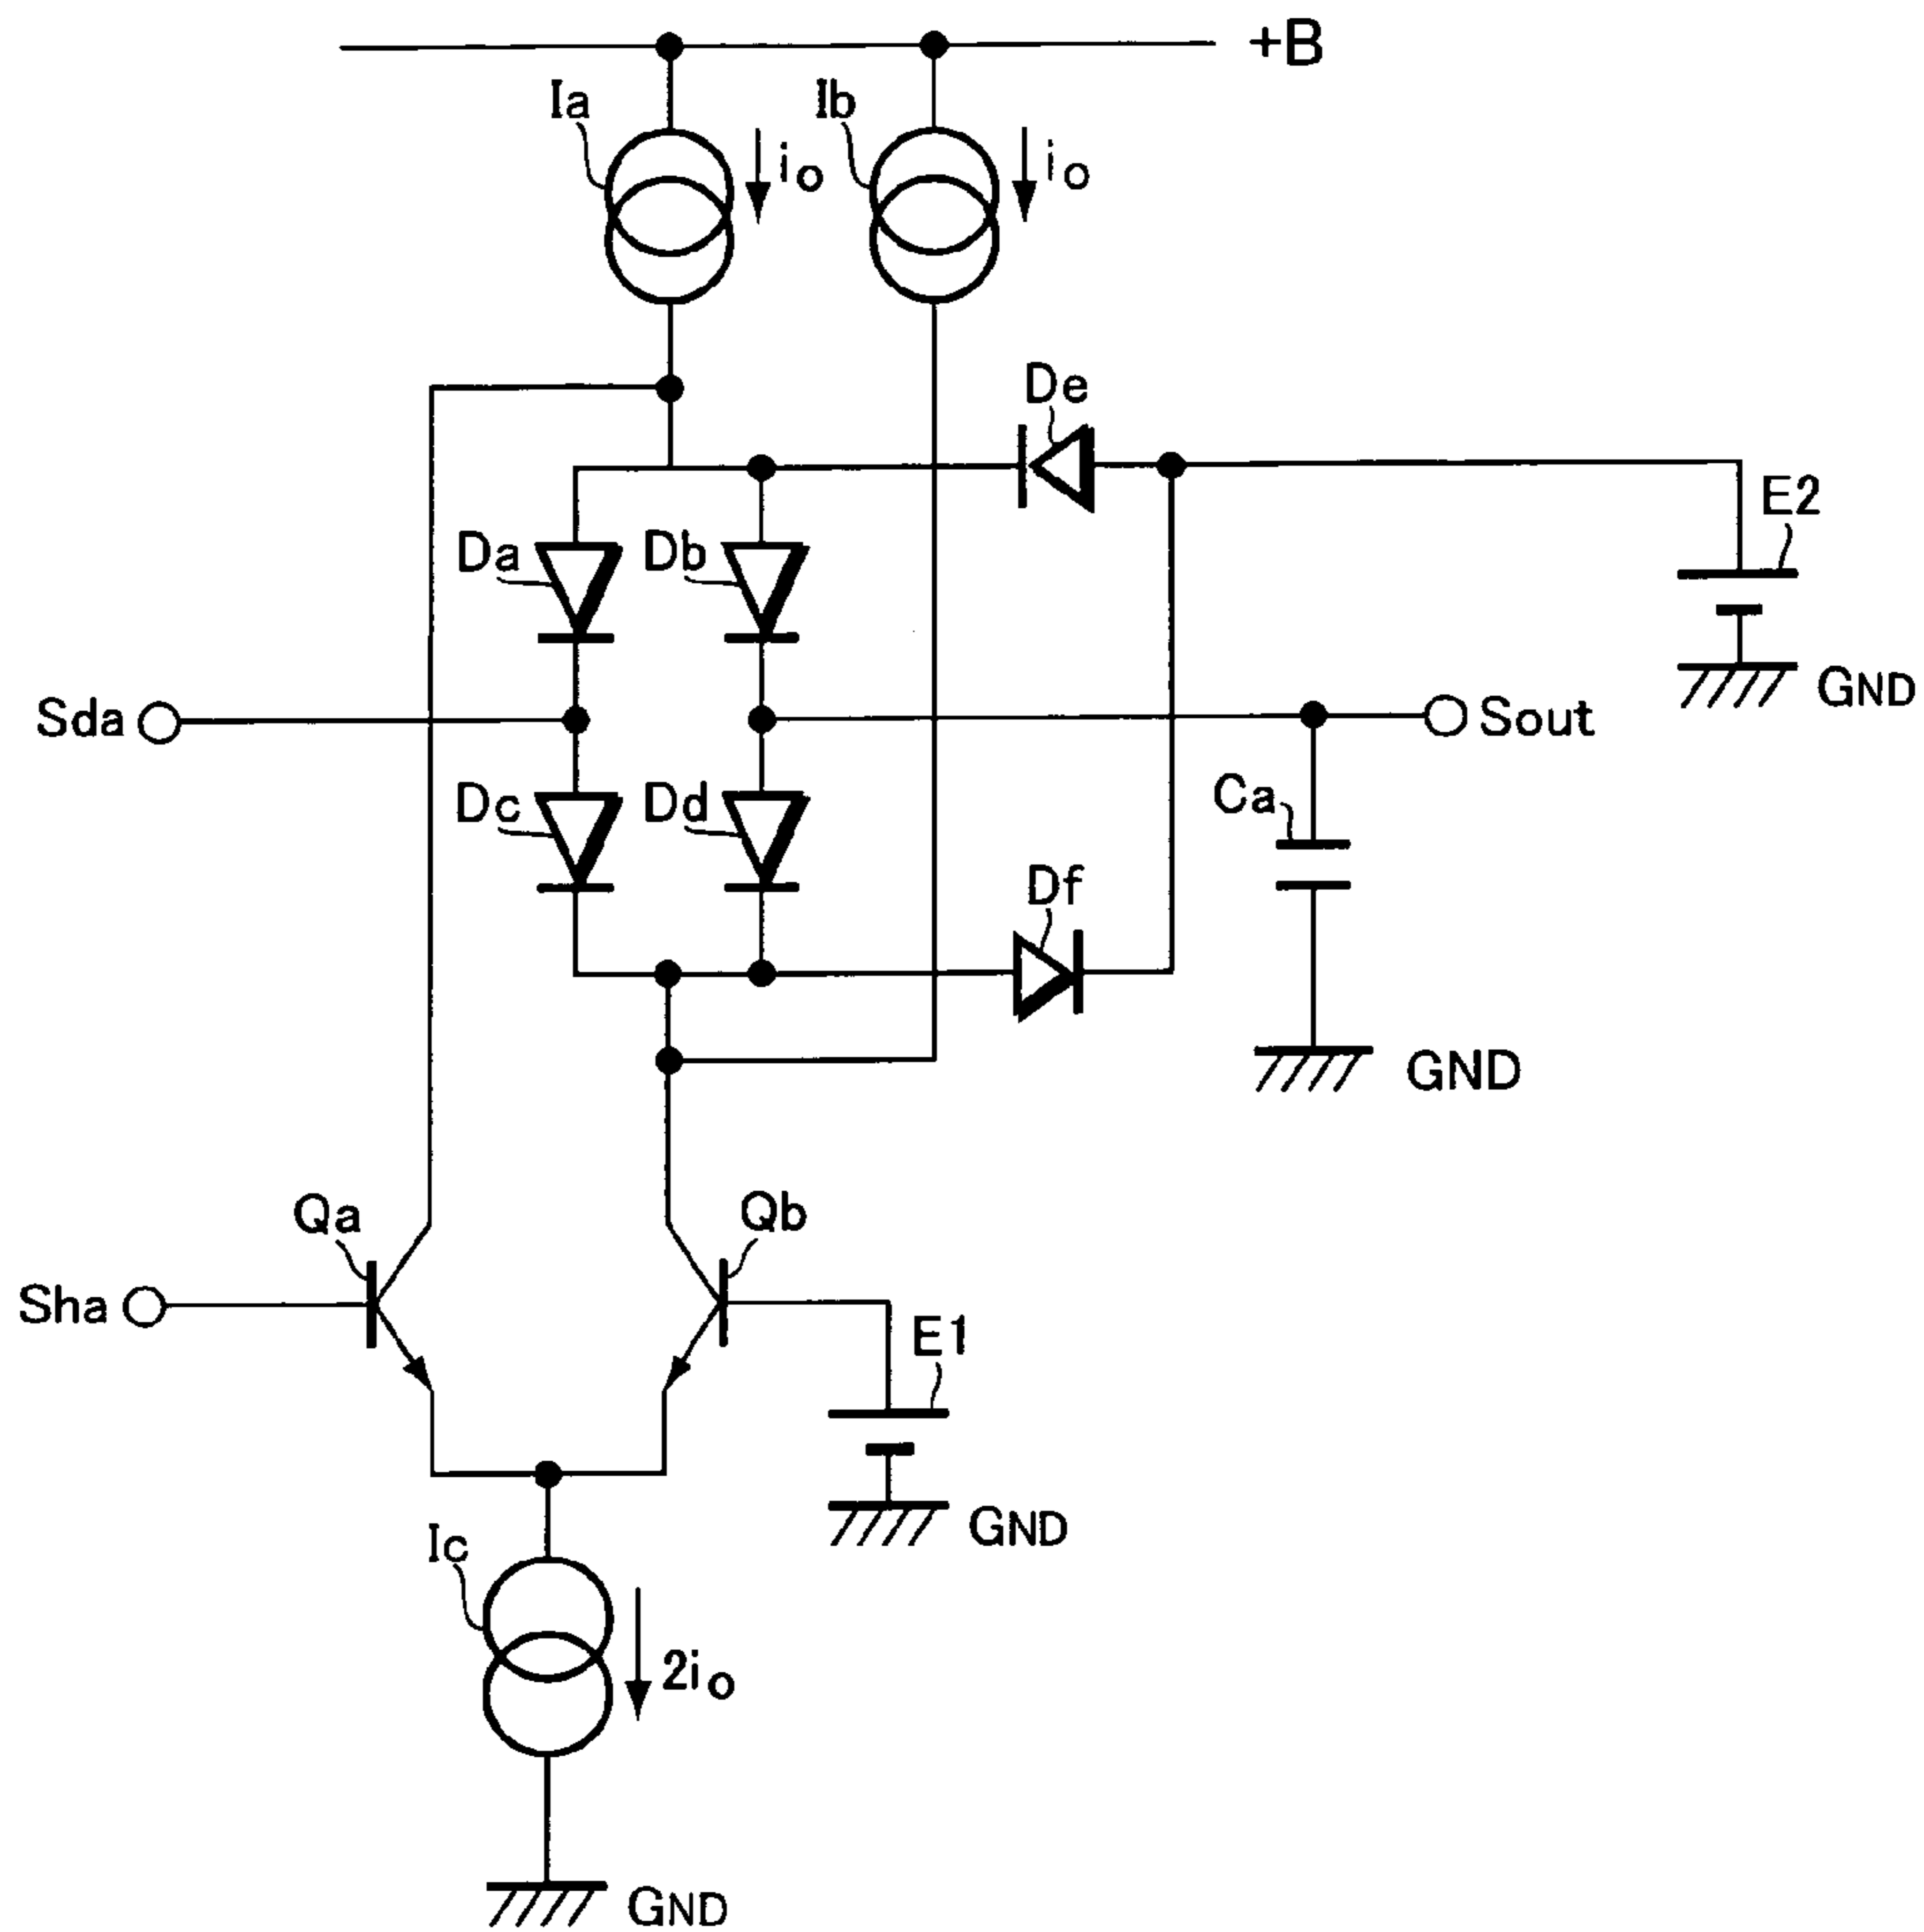 +B
Ia
io
Ib
io
De
E2
Da
Db
GND
Sda
Sout
Ca
Dc
Dd
Df
GND
Qa
Qb
Sha
E1
GND
Ic
2io
GND